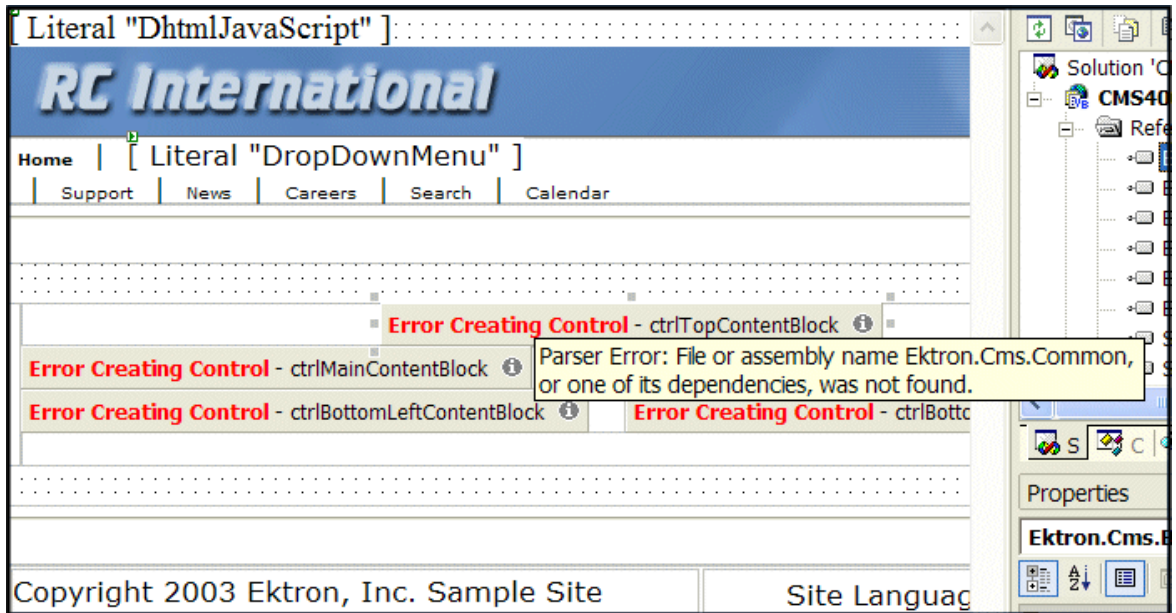 [ Literal "DhtmlJavaScript" ]
RC International
Home | [ Literal "DropDownMenu" ]
| Support | News | Careers | Search | Calendar
Error Creating Control - ctrlTopContentBlock
Parser Error: File or assembly name Ektron.Cms.Common,
or one of its dependencies, was not found.
Error Creating Control - ctrlMainContentBlock
Error Creating Control - ctrlBottomLeftContentBlock
Error Creating Control - ctrlBotto
Copyright 2003 Ektron, Inc. Sample Site
Site Languag
Solution 'C
CMS40
Refe
E
E
E
E
E
S
S
S
C
Properties
Ektron.Cms.